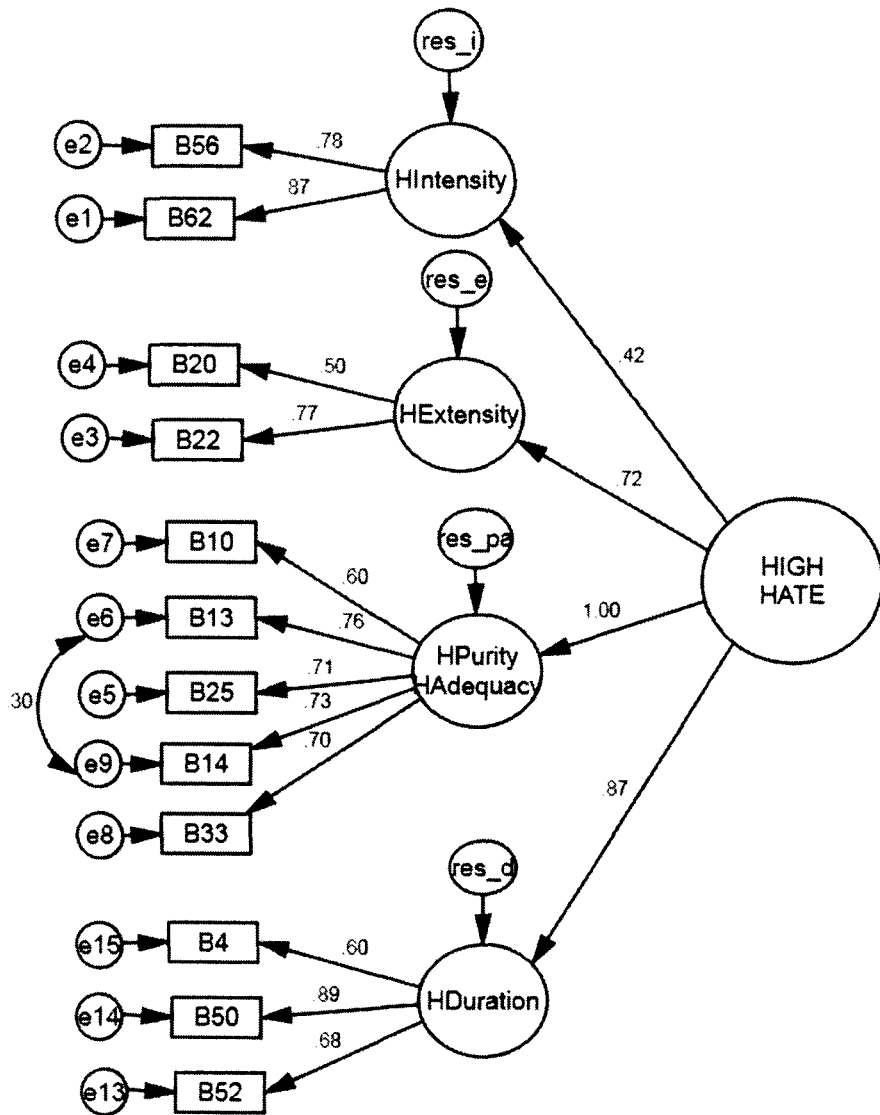 res_i
e2
B56
.78
HIntensity
e1
B62
87
res_e
.42
e4
B20
.50
HExtensity
e3
B22
.77
.72
e7
B10
res_pa
.60
HIGH
HATE
e6
B13
.76
1.00
HPurity
HAdequacy
e5
B25
.71
30
.73
e9
B14
.70
e8
B33
.87
res_d
e15
B4
.60
HDuration
e14
B50
.89
.68
e13
B52